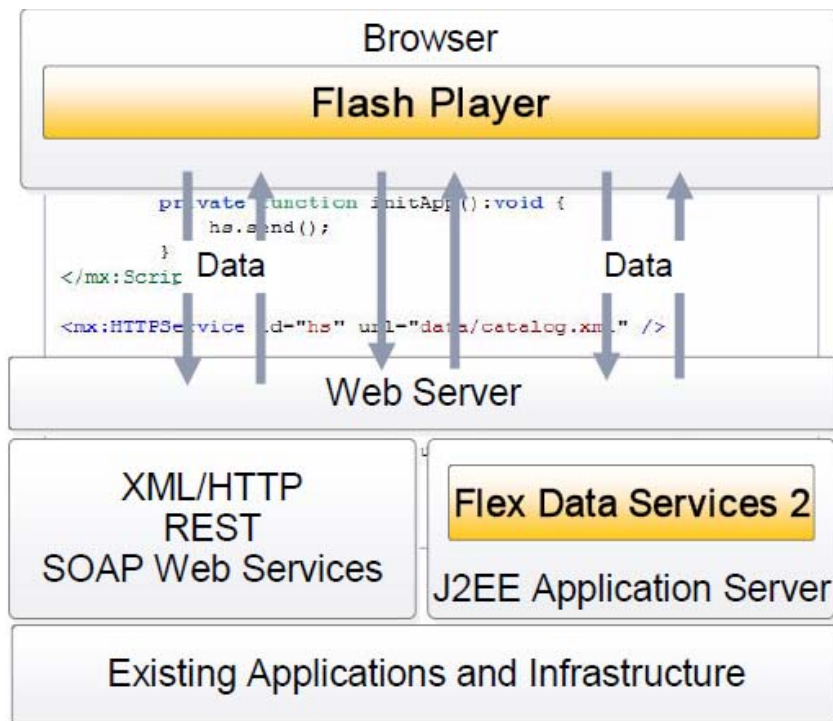 Browser
Flash Player
private function initApp():void {
hs.send();
}
Data
Data
</mx:Scrip
<mx:HTTPService id="hs" url="data/catalog.xml" />
Web Server
XML/HTTP
REST
SOAP Web Services
Flex Data Services 2
J2EE Application Server
Existing Applications and Infrastructure